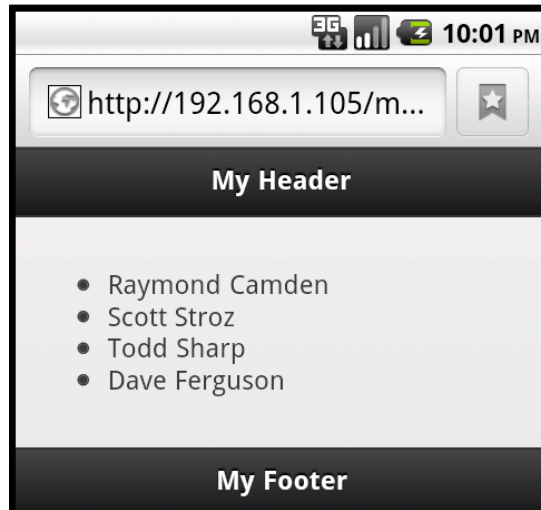 3G 10:01 PM
http://192.168.1.105/m...
My Header
• Raymond Camden
• Scott Stroz
• Todd Sharp
• Dave Ferguson
My Footer